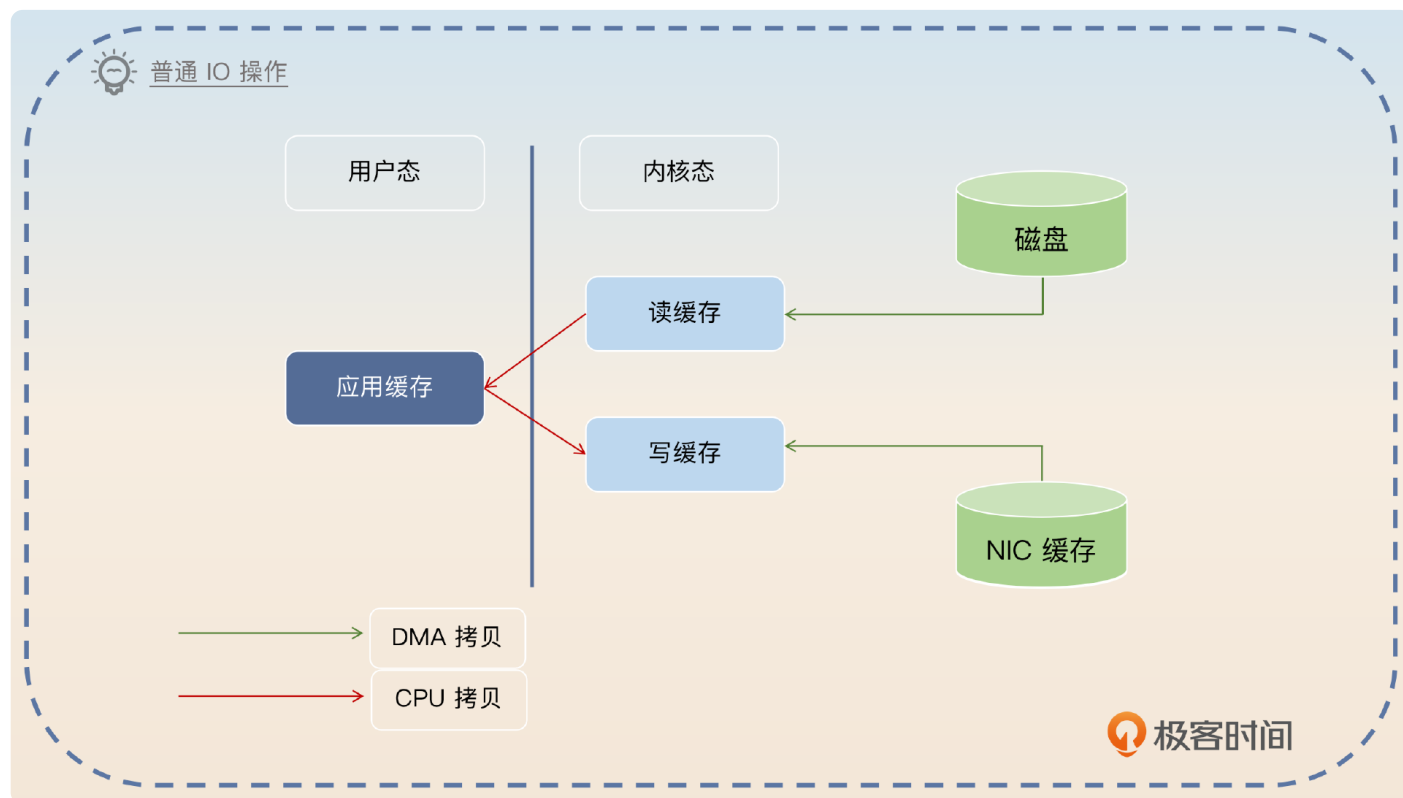 普通 IO 操作
用户态
内核态
磁盘
读缓存
应用缓存
写缓存
NIC 缓存
DMA 拷贝
CPU 拷贝
极客时间